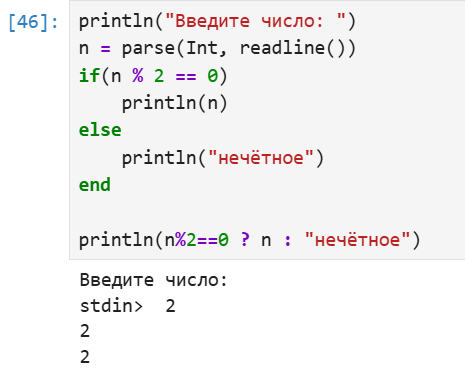 [46]: println("Введите число: ")
n = parse(Int, readline())
if(n % 2 == 0)
    println(n)
else
    println("нечётное")
end

println(n%2==0 ? n : "нечётное")
Введите число:
stdin>  2
2
2